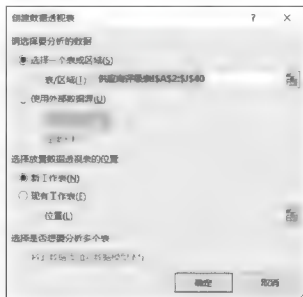 创建数据透视表 ? ×
请选择要分析的数据
选择一个表或区域(S)
表/区域(T): $A$2:$J$40
使用外部数据源(U)
选择放置数据透视表的位置
新工作表(N)
现有工作表(E)
位置(L)
选择是否想要分析多个表
确定 取消